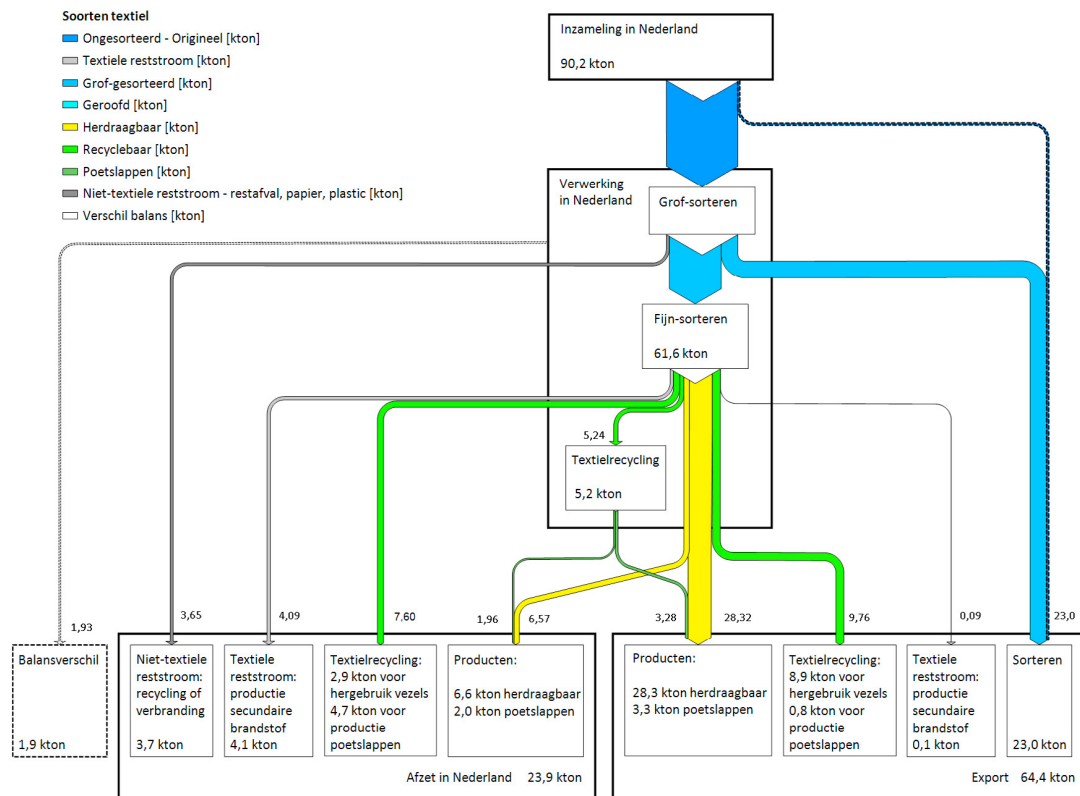 Soorten textiel
Ongesorteerd - Origineel [kton]
Textiele reststroom [kton]
Grof-gesorteerd [kton]
Geroofd [kton]
Herdraagbaar [kton]
Recyclebaar [kton]
Poetslappen [kton]
Niet-textiele reststroom - restafval, papier, plastic [kton]
Verschil balans [kton]
Inzameling in Nederland
90,2 kton
Verwerking
in Nederland
Grof-sorteren
Fijn-sorteren
61,6 kton
5,24
Textielrecycling
5,2 kton
1,93
3,65
4,09
7,60
1,96
6,57
3,28
28,32
9,76
0,09
23,0
Balansverschil
1,9 kton
Niet-textiele
reststroom:
recycling of
verbranding
3,7 kton
Textiele
reststroom:
productie
secundaire
brandstof
4,1 kton
Textielrecycling:
2,9 kton voor
hergebruik vezels
4,7 kton voor
productie
poetslappen
Producten:
6,6 kton herdraagbaar
2,0 kton poetslappen
Afzet in Nederland 23,9 kton
Producten:
28,3 kton herdraagbaar
3,3 kton poetslappen
Textielrecycling:
8,9 kton voor
hergebruik vezels
0,8 kton voor
productie
poetslappen
Textiele
reststroom:
productie
secundaire
brandstof
0,1 kton
Sorteren
23,0 kton
Export 64,4 kton